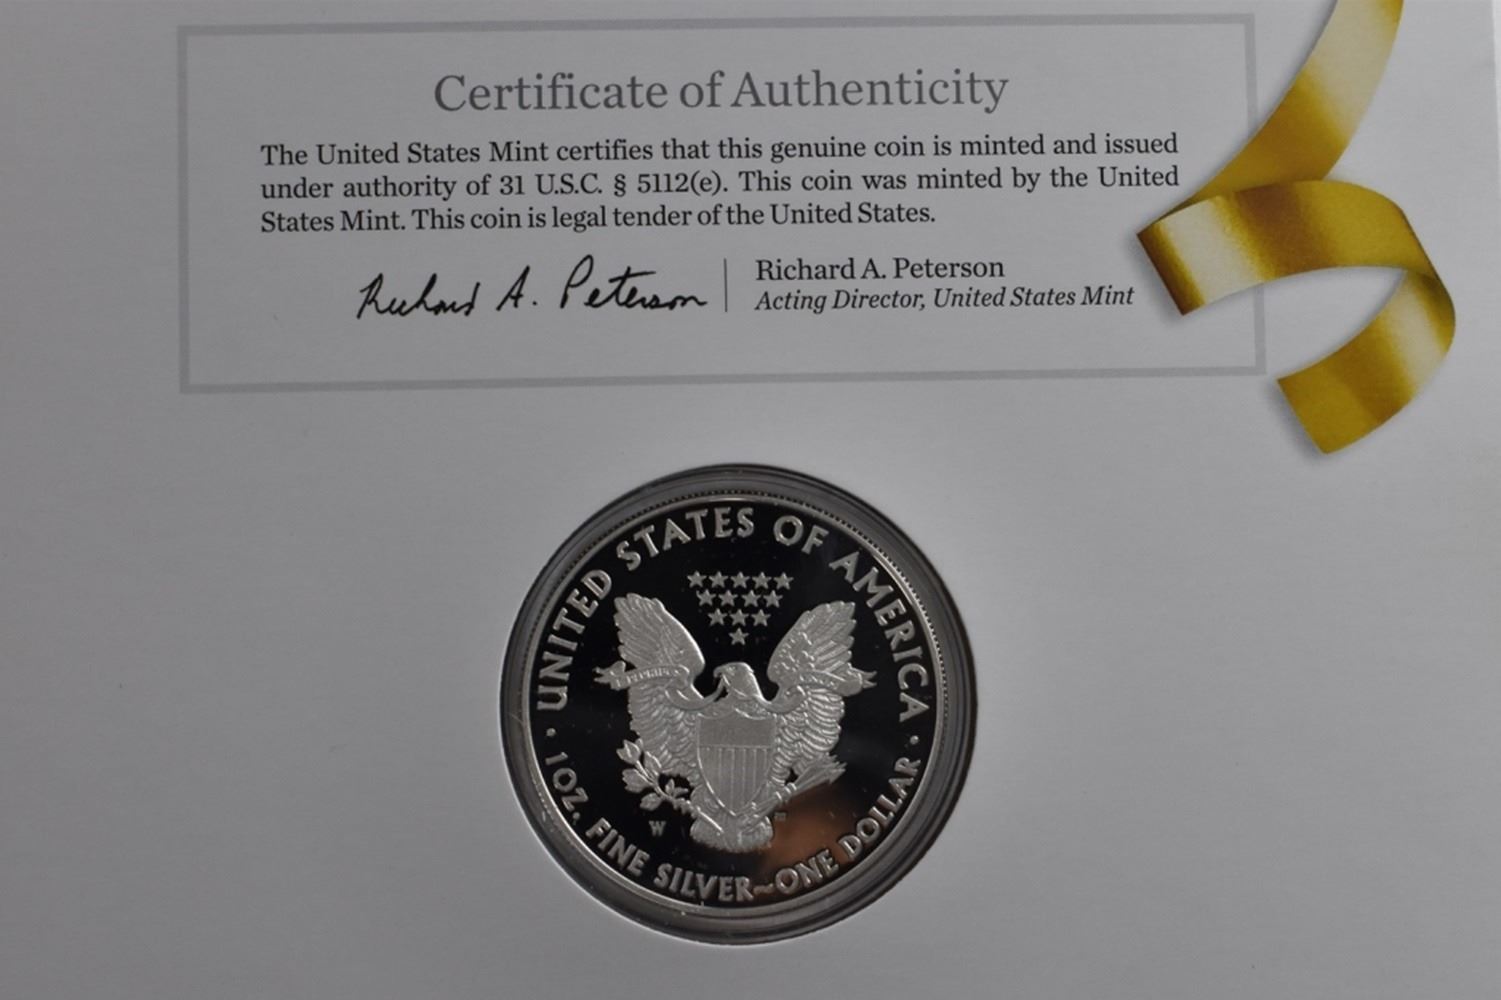 Certificate of Authenticity
The United States Mint certifies that this genuine coin is minted and issued
under authority of 31 U.S.C. § 5112(e). This coin was minted by the United
States Mint. This coin is legal tender of the United States.
Richard A. Peterson
Richard A. Peterson
Acting Director, United States Mint
UNITED STATES OF AMERICA
W
1 OZ. FINE SILVER~ONE DOLLAR